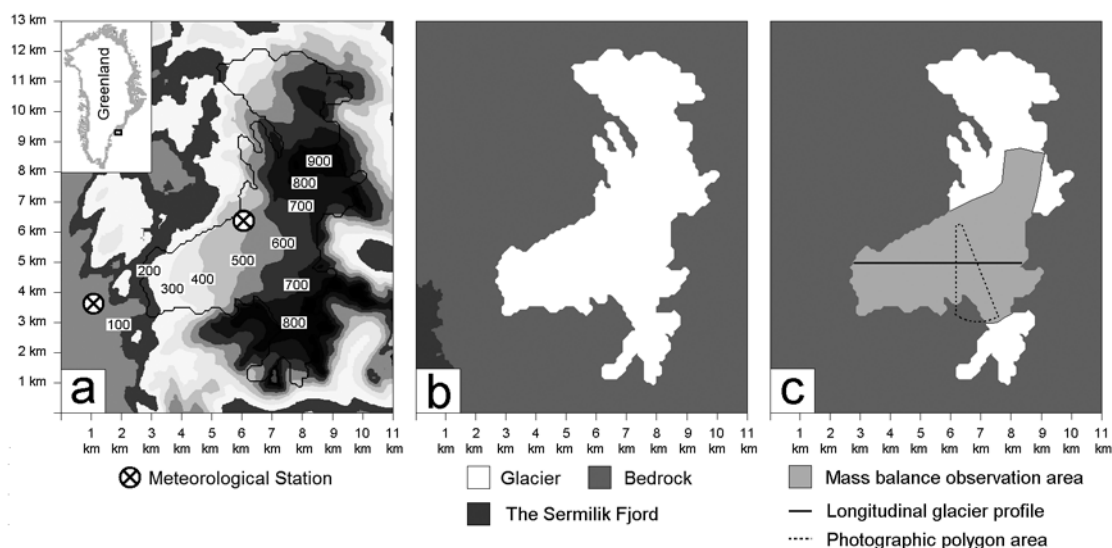 13 km
12 km
11 km
10 km
9 km
8 km
7 km
6 km
5 km
4 km
3 km
2 km
1 km
Greenland
900
800
700
600
500
700
200
400
300
800
100
a
b
c
1 2 3 4 5 6 7 8 9 10 11
km km km km km km km km km km km
1 2 3 4 5 6 7 8 9 10 11
km km km km km km km km km km km
1 2 3 4 5 6 7 8 9 10 11
km km km km km km km km km km km
Meteorological Station
Glacier
Bedrock
The Sermilik Fjord
Mass balance observation area
Longitudinal glacier profile
Photographic polygon area